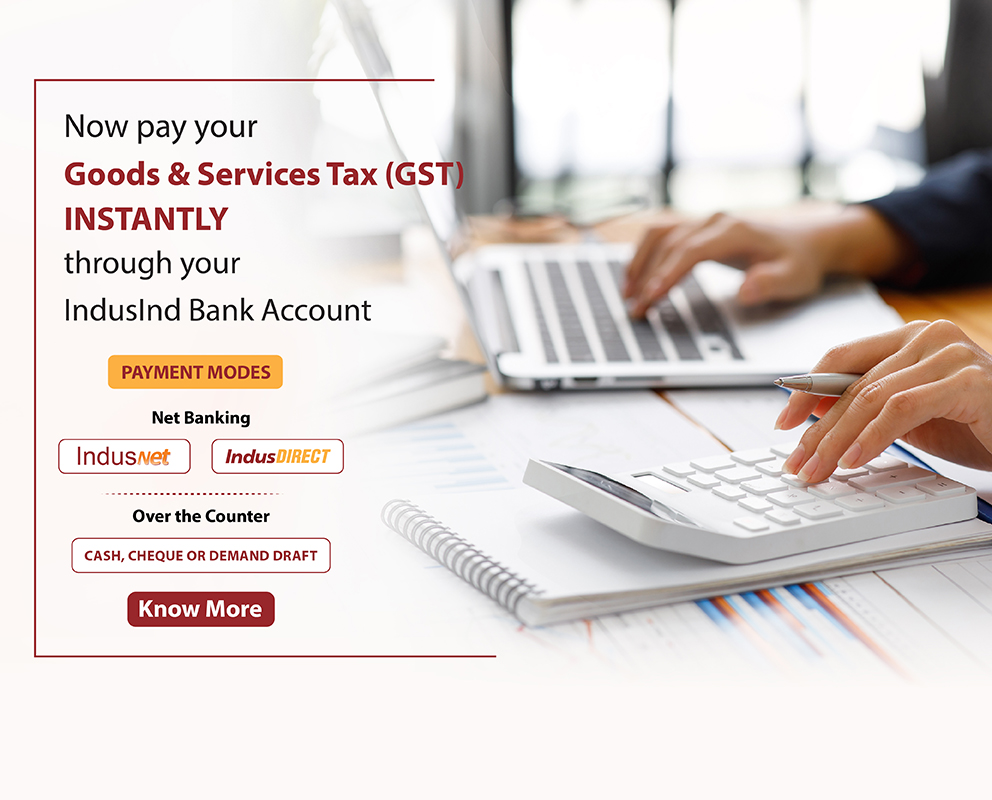 Now pay your
Goods & Services Tax (GST)
INSTANTLY
through your
IndusInd Bank Account
PAYMENT MODES
Net Banking
IndusNet IndusDIRECT
Over the Counter
CASH, CHEQUE OR DEMAND DRAFT
Know More